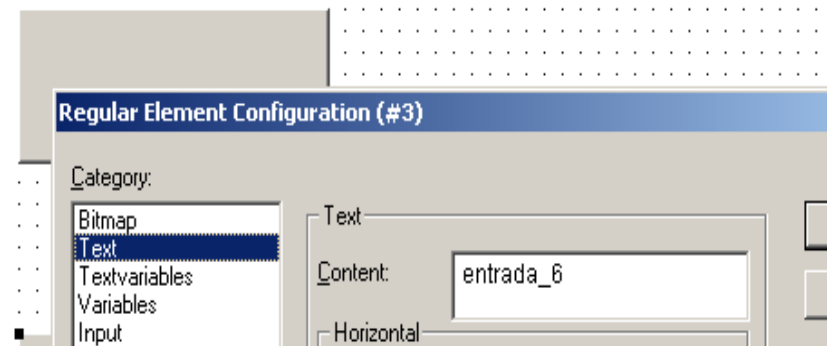 Regular Element Configuration (#3)
Category:
Bitmap
Text
Textvariables
Variables
Input
Text
Content:
entrada_6
Horizontal